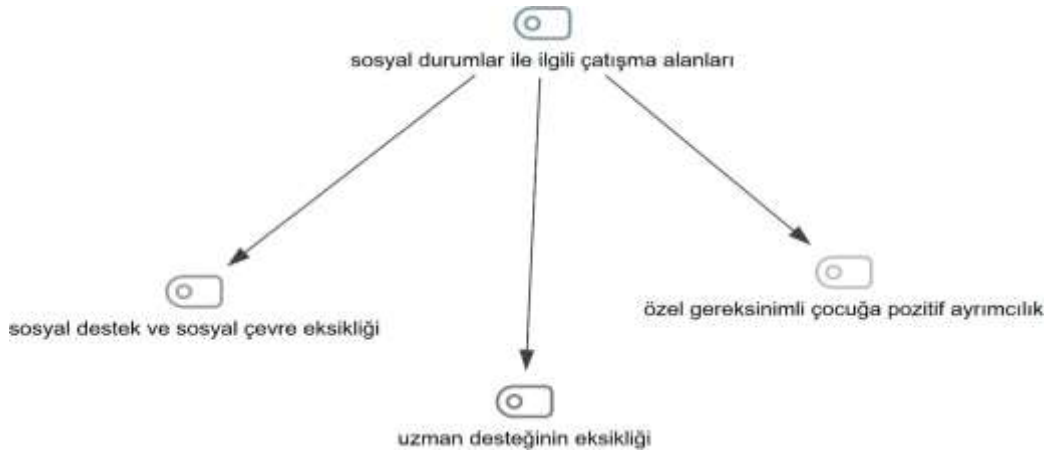 sosyal durumlar ile ilgili çatışma alanları
sosyal destek ve sosyal çevre eksikliği
özel gereksinimli çocuğa pozitif ayrımcılık
uzman desteğinin eksikliği